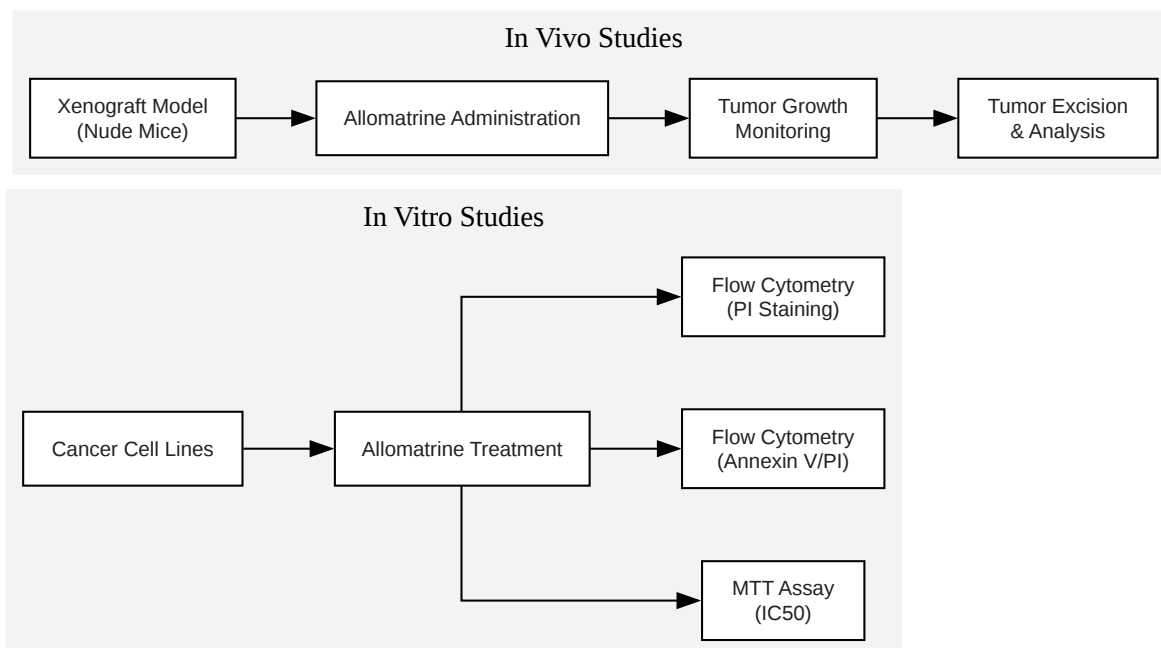 In Vivo Studies
Xenograft Model
(Nude Mice)
Allomatrine Administration
Tumor Growth
Monitoring
Tumor Excision
& Analysis
In Vitro Studies
Flow Cytometry
(PI Staining)
Cancer Cell Lines
Allomatrine Treatment
Flow Cytometry
(Annexin V/PI)
MTT Assay
(IC50)